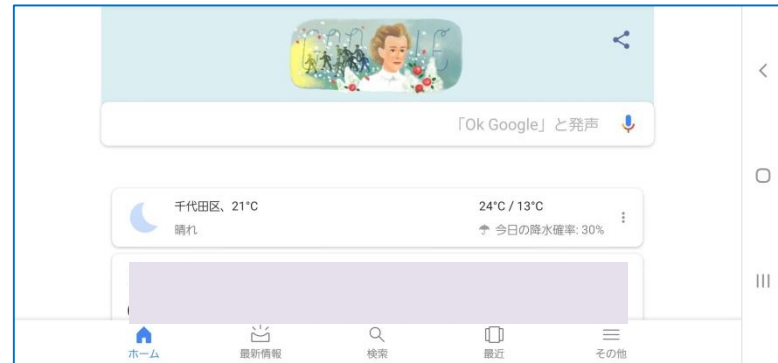 「Ok Google」と発声
千代田区、21°C
24°C / 13°C
晴れ
今日の降水確率: 30%
ホーム
最新情報
検索
最近
その他